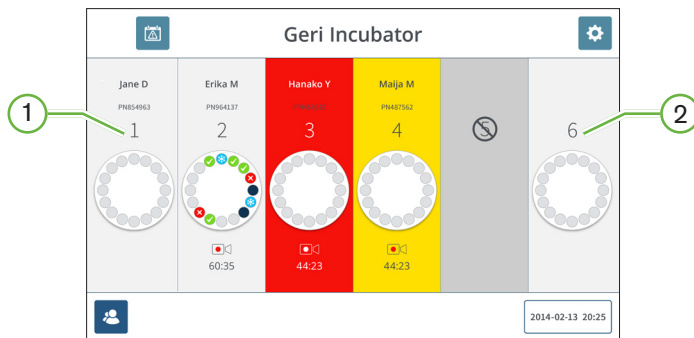 Geri Incubator
1
Jane D
PN854963
1
Erika M
PN964137
2
60:35
Hanako Y
3
44:23
Maija M
PN487562
4
44:23
5
6
2
2014-02-13 20:25